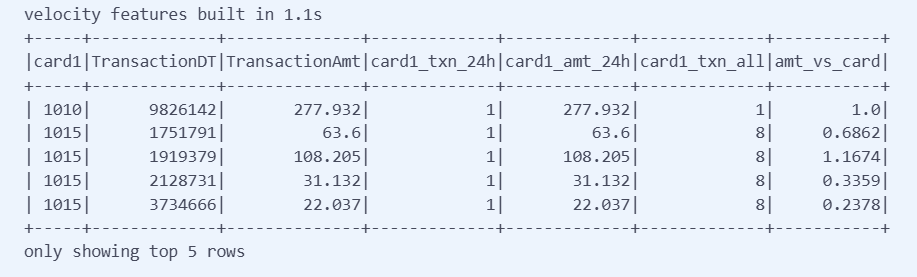 velocity features built in 1.1s
+-----+-------------+--------------+-------------+-------------+-------------+-----------+
|card1|TransactionDT|TransactionAmt|card1_txn_24h|card1_amt_24h|card1_txn_all|amt_vs_card|
+-----+-------------+--------------+-------------+-------------+-------------+-----------+
| 1010|      9826142|       277.932|            1|      277.932|            1|        1.0|
| 1015|      1751791|          63.6|            1|         63.6|            8|     0.6862|
| 1015|      1919379|       108.205|            1|      108.205|            8|     1.1674|
| 1015|      2128731|        31.132|            1|       31.132|            8|     0.3359|
| 1015|      3734666|        22.037|            1|       22.037|            8|     0.2378|
+-----+-------------+--------------+-------------+-------------+-------------+-----------+
only showing top 5 rows